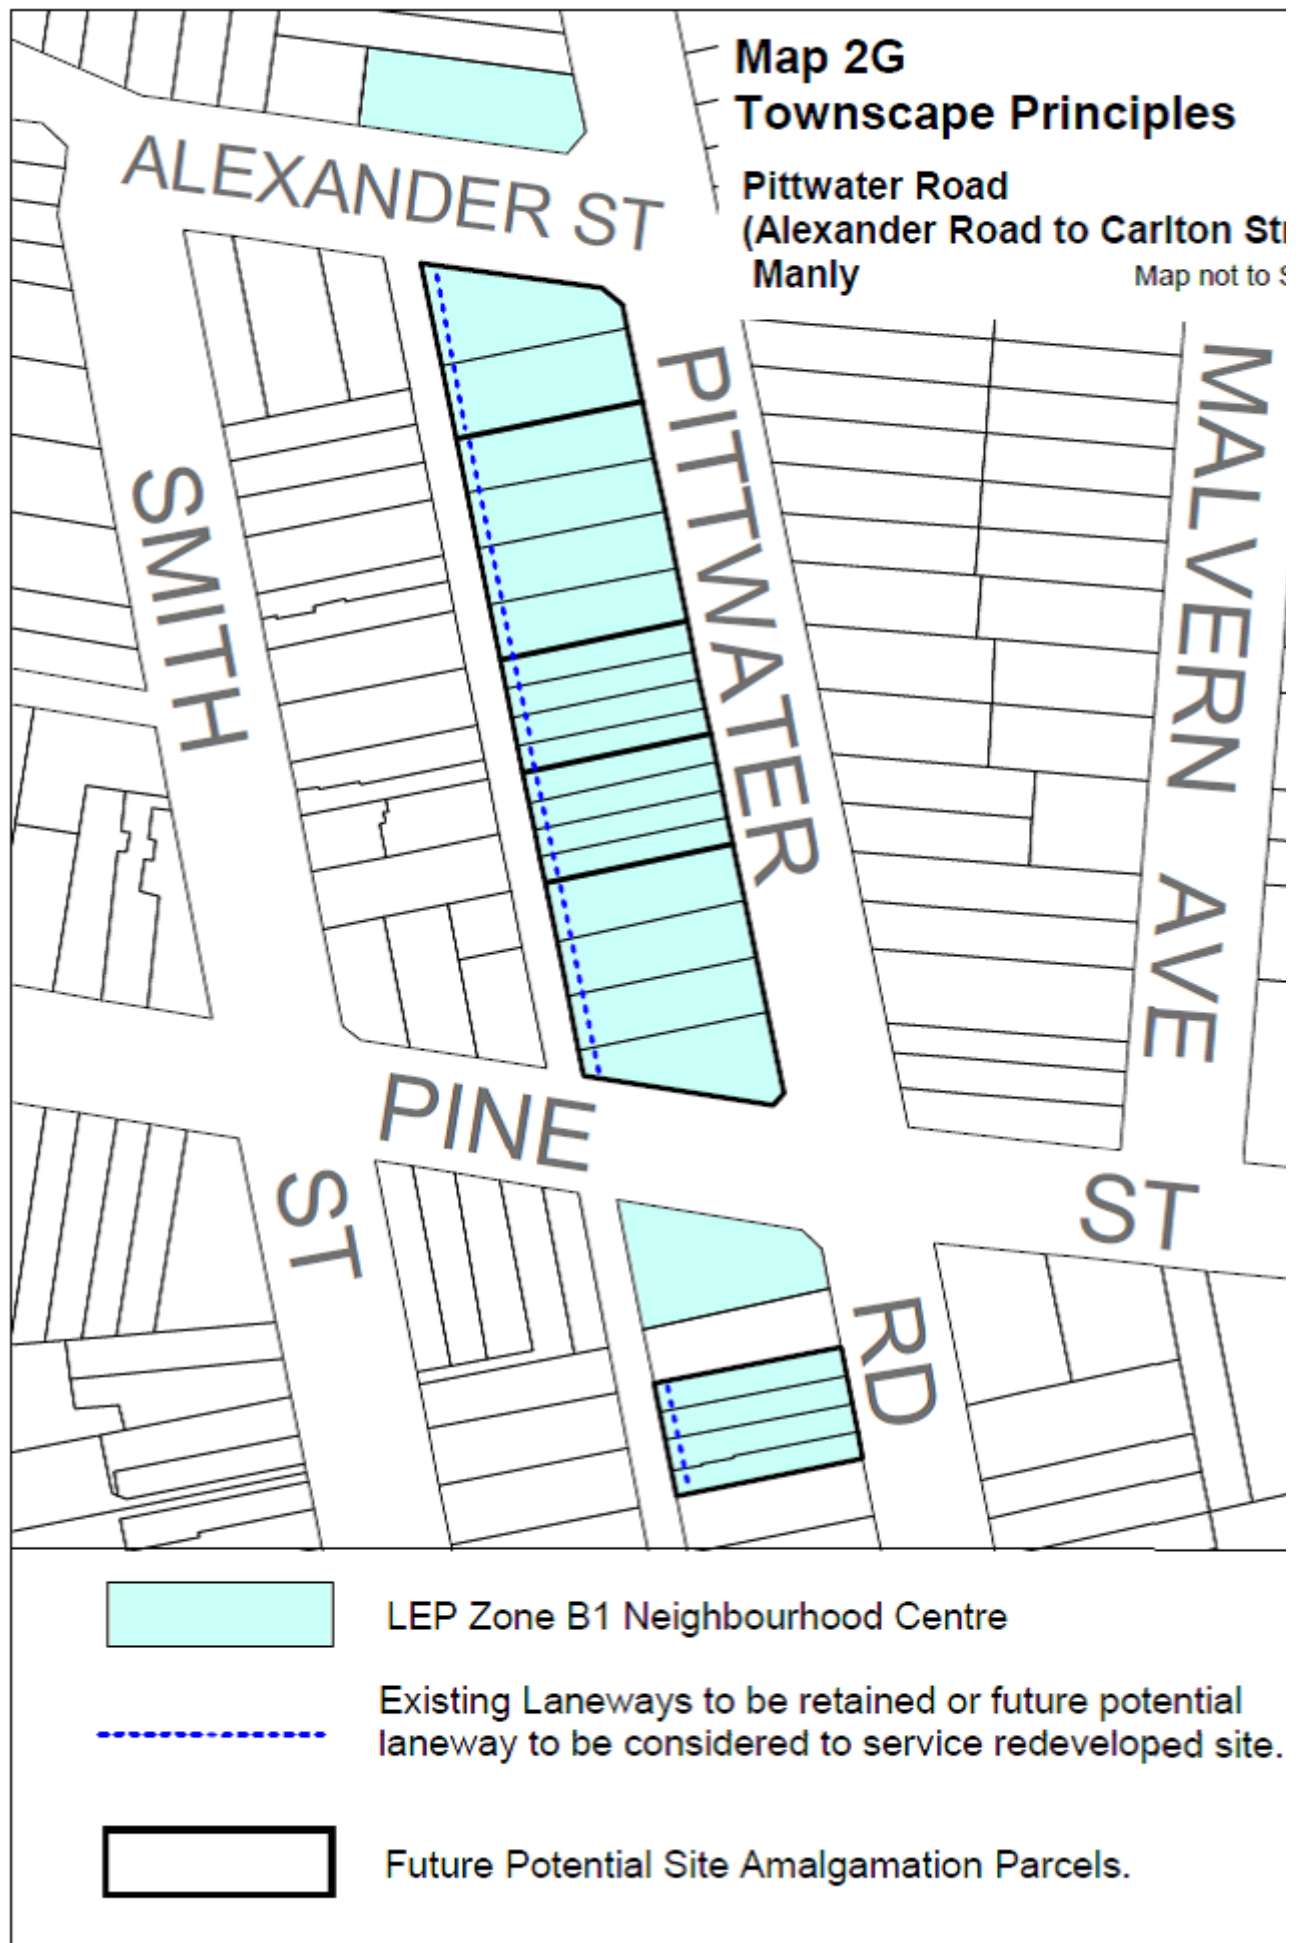 Map 2G
Townscape Principles
Pittwater Road
(Alexander Road to Carlton Str
Manly
Map not to S
ALEXANDER ST
SMITH
ST
PITTWATER
RD
MALVERN AVE
PINE
ST
LEP Zone B1 Neighbourhood Centre
Existing Laneways to be retained or future potential
laneway to be considered to service redeveloped site.
Future Potential Site Amalgamation Parcels.